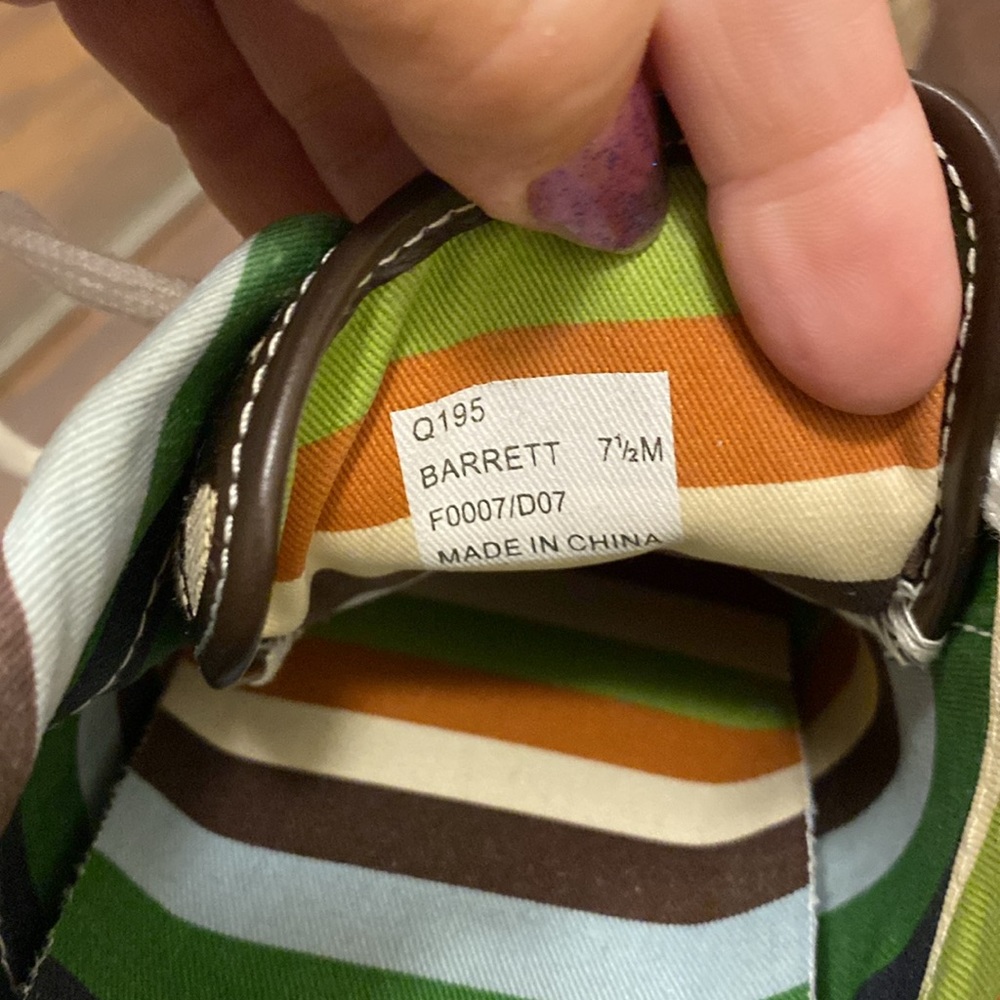 Q195
BARRETT 7½M
F0007/D07
MADE IN CHINA